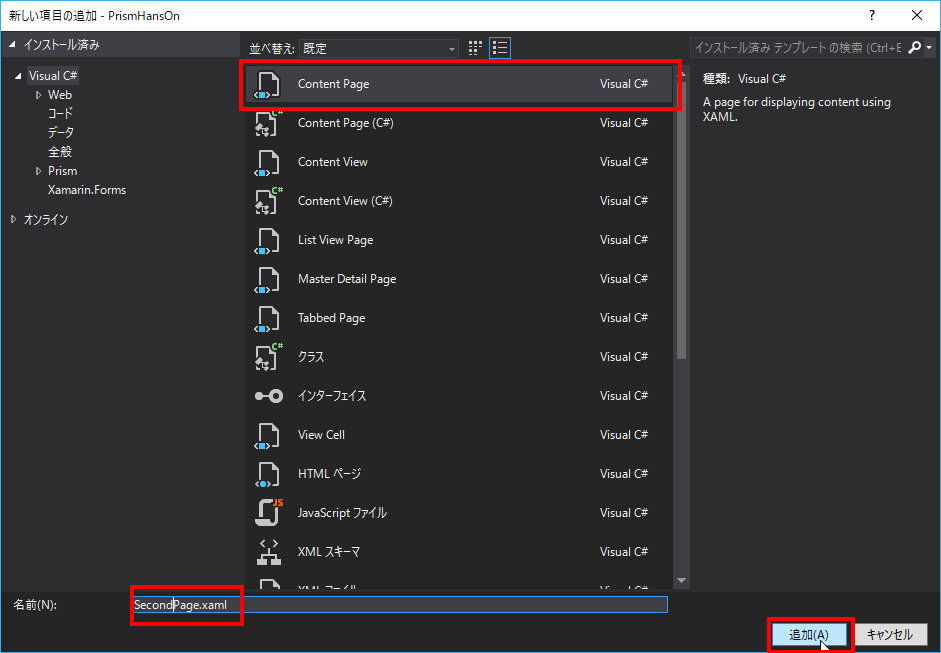 新しい項目の追加 - PrismHansOn
インストール済み
並べ替え: 既定
インストール済み テンプレート の検索 (Ctrl+E
Visual C#
Web
コード
データ
全般
Prism
Xamarin.Forms
オンライン
Content Page Visual C#
Content Page (C#) Visual C#
Content View Visual C#
Content View (C#) Visual C#
List View Page Visual C#
Master Detail Page Visual C#
Tabbed Page Visual C#
クラス Visual C#
インターフェイス Visual C#
View Cell Visual C#
HTML ページ Visual C#
JavaScript ファイル Visual C#
XML スキーマ Visual C#
XML ファイル Visual C#
種類: Visual C#
A page for displaying content using
XAML.
名前(N):
SecondPage.xaml
追加(A)
キャンセル